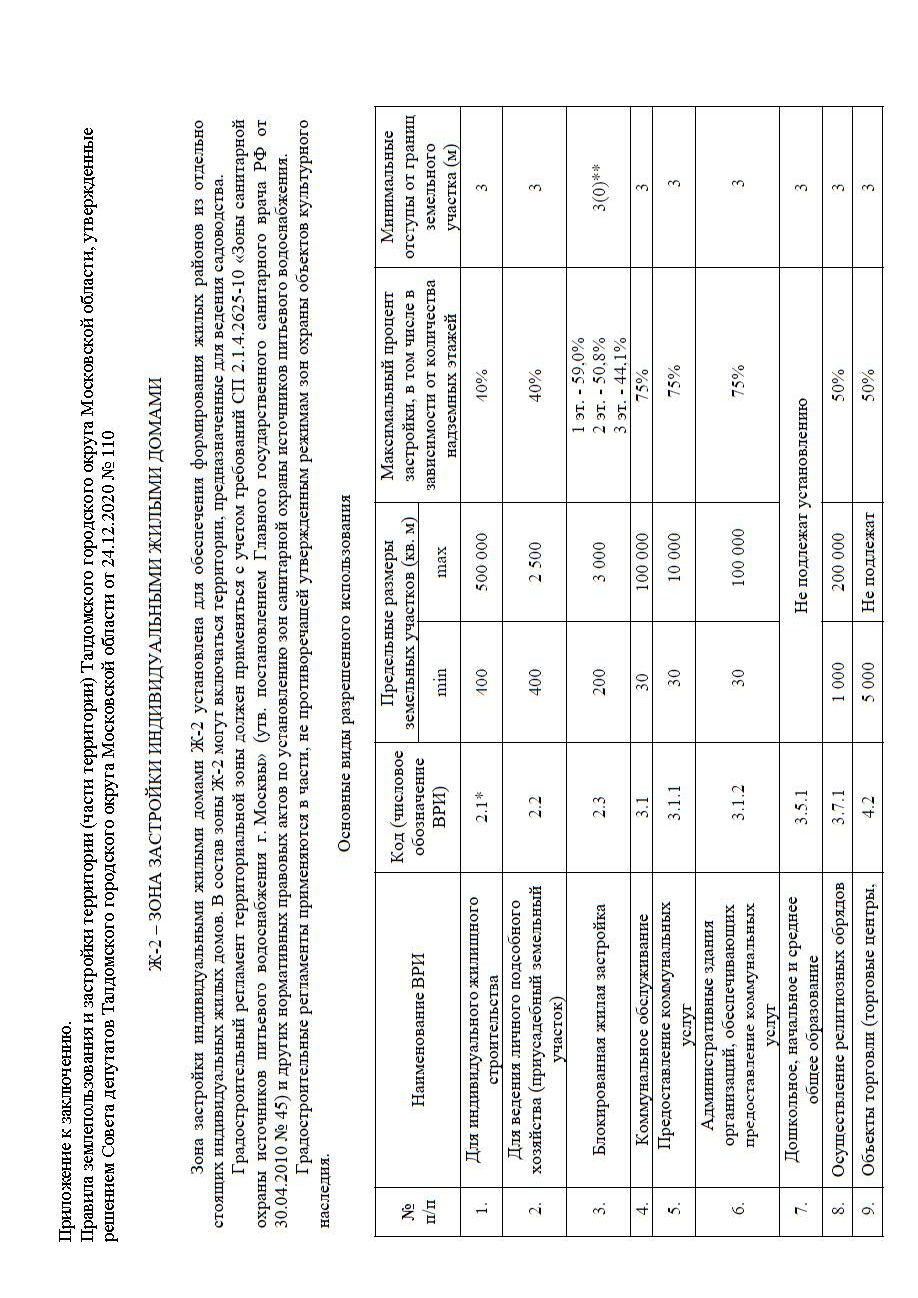 Приложение к заключению.
Правила землепользования и застройки территории (части территории) Талдомского городского округа Московской области, утвержденные
решением Совета депутатов Талдомского городского округа Московской области от 24.12.2020 № 110
Ж-2 – ЗОНА ЗАСТРОЙКИ ИНДИВИДУАЛЬНЫМИ ЖИЛЫМИ ДОМАМИ
Зона застройки индивидуальными жилыми домами Ж-2 установлена для обеспечения формирования жилых районов из отдельно
стоящих индивидуальных жилых домов. В состав зоны Ж-2 могут включаться территории, предназначенные для ведения садоводства.
Градостроительный регламент территориальной зоны должен применяться с учетом требований СП 2.1.4.2625-10 «Зоны санитарной
охраны источников питьевого водоснабжения г. Москвы» (утв. постановлением Главного государственного санитарного врача РФ от
30.04.2010 № 45) и других нормативных правовых актов по установлению зон санитарной охраны источников питьевого водоснабжения.
Градостроительные регламенты применяются в части, не противоречащей утвержденным режимам зон охраны объектов культурного
наследия.
Основные виды разрешенного использования
№ п/п Наименование ВРИ Код (числовое обозначение ВРИ) Предельные размеры земельных участков (кв. м) Максимальный процент застройки, в том числе в зависимости от количества надземных этажей Минимальные отступы от границ земельного участка (м)
min max
1. Для индивидуального жилищного строительства 2.1* 400 500 000 40% 3
2. Для ведения личного подсобного хозяйства (приусадебный земельный участок) 2.2 400 2 500 40% 3
3. Блокированная жилая застройка 2.3 200 3 000 1 эт. - 59,0% 2 эт. - 50,8% 3 эт. - 44,1% 3(0)**
4. Коммунальное обслуживание 3.1 30 100 000 75% 3
5. Предоставление коммунальных услуг 3.1.1 30 10 000 75% 3
6. Административные здания организаций, обеспечивающих предоставление коммунальных услуг 3.1.2 30 100 000 75% 3
7. Дошкольное, начальное и среднее общее образование 3.5.1 Не подлежат установлению 3
8. Осуществление религиозных обрядов 3.7.1 1 000 200 000 50% 3
9. Объекты торговли (торговые центры, 4.2 5 000 Не подлежат 50% 3